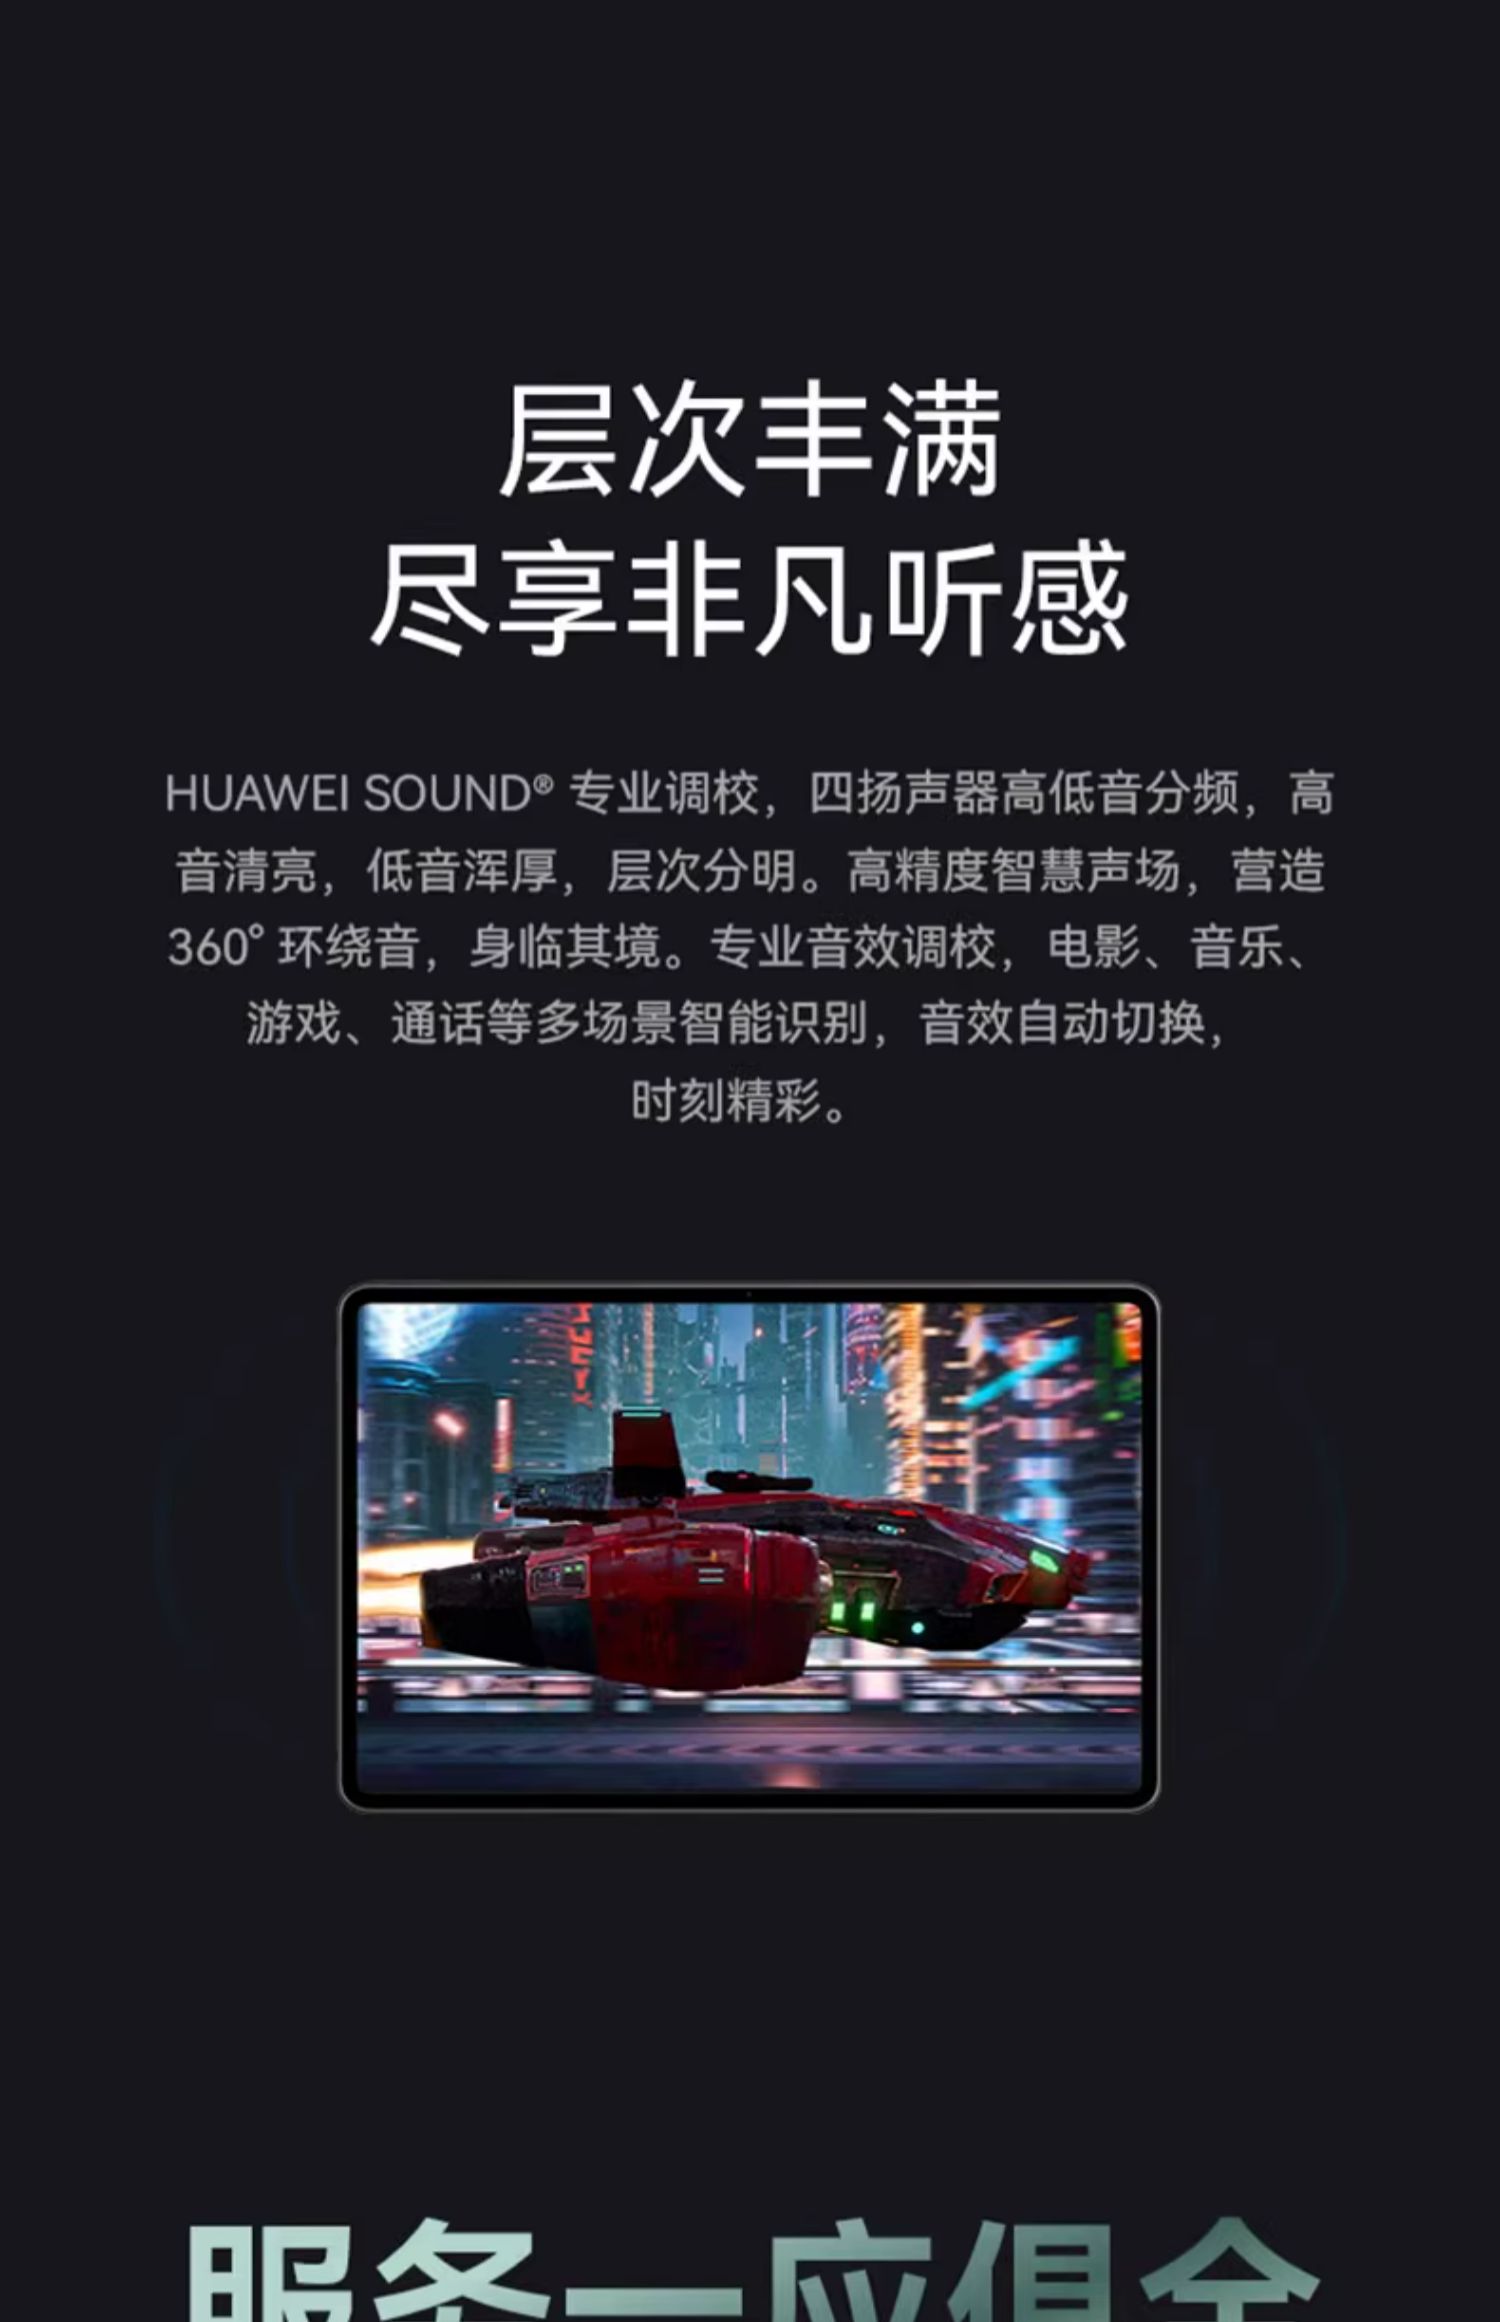 层次丰满
尽享非凡听感
HUAWEI SOUND® 专业调校，四扬声器高低音分频，高
音清亮，低音浑厚，层次分明。高精度智慧声场，营造
360° 环绕音，身临其境。专业音效调校，电影、音乐、
游戏、通话等多场景智能识别，音效自动切换，
时刻精彩。
服务一应俱全